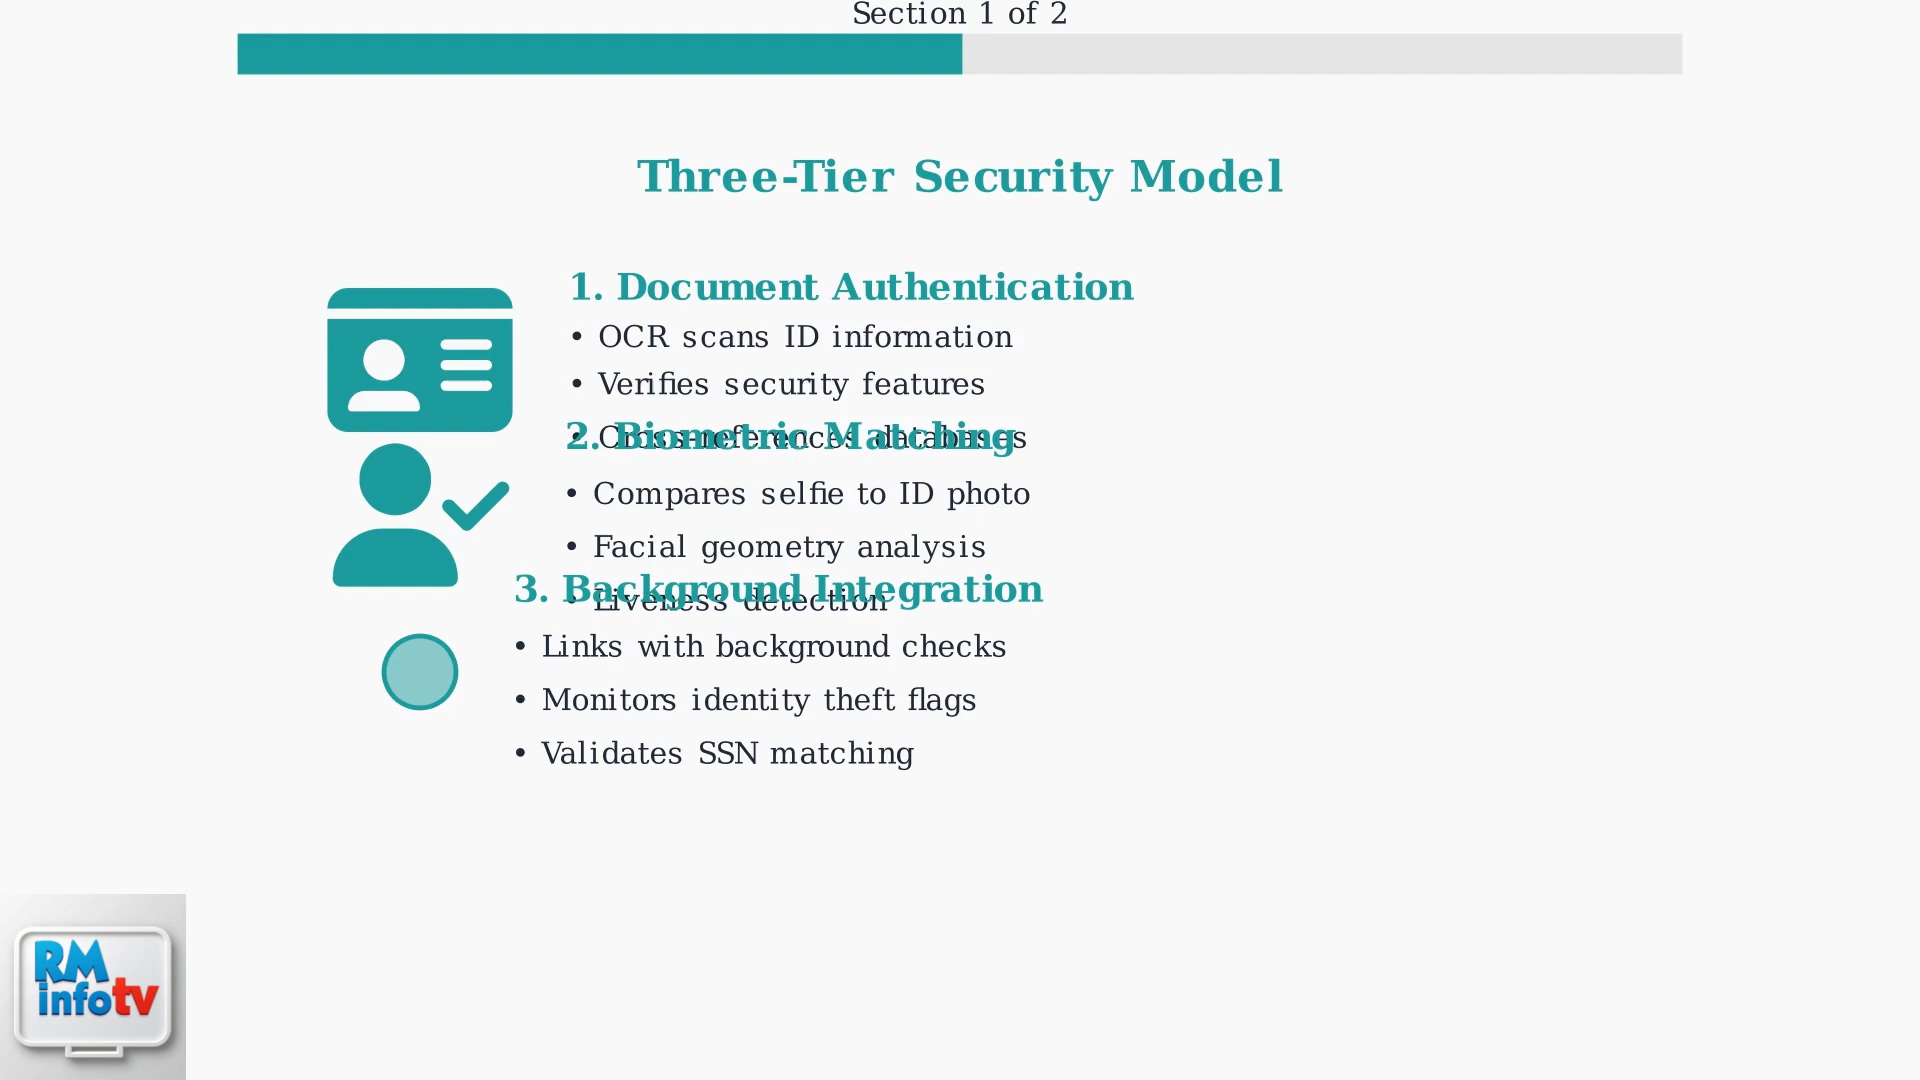 Section 1 of 2
Three-Tier Security Model
1. Document Authentication
• OCR scans ID information
• Verifies security features
• Cross-references databases
2. Biometric Matching
• Compares selfie to ID photo
• Facial geometry analysis
• Liveness detection
3. Background Integration
• Links with background checks
• Monitors identity theft flags
• Validates SSN matching
RM
infotv